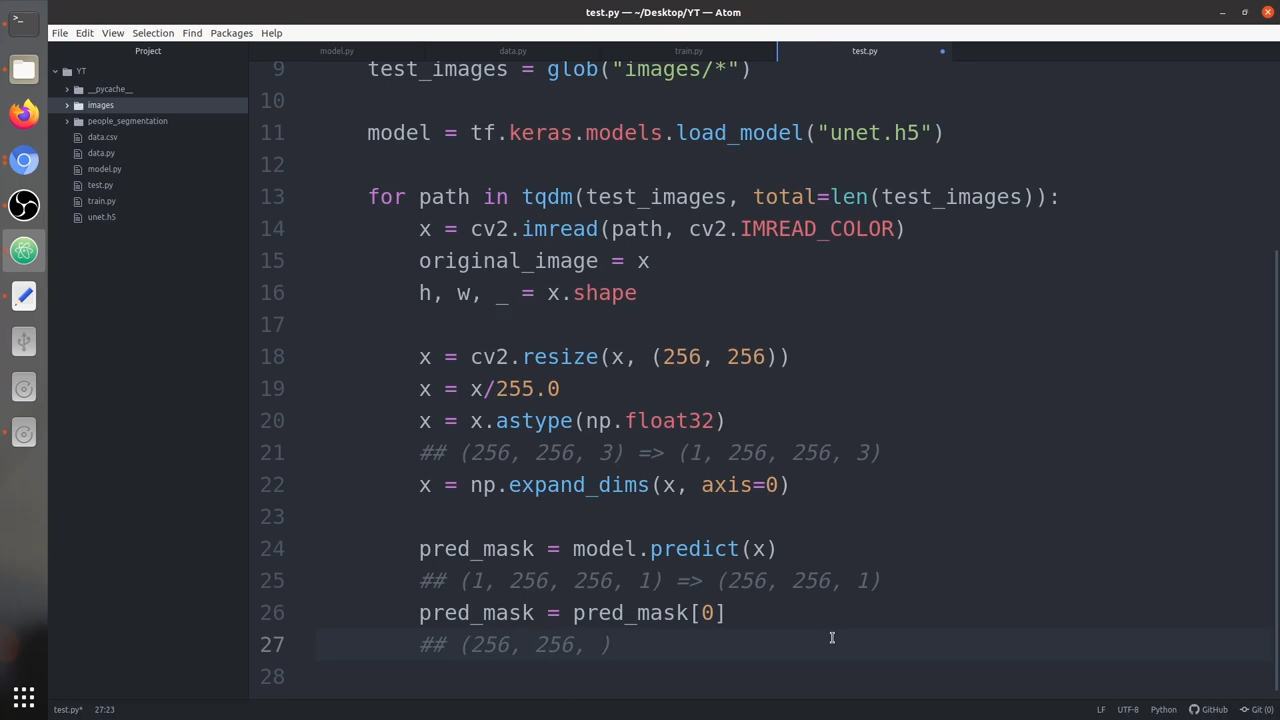 test.py — ~/Desktop/YT — Atom
File Edit View Selection Find Packages Help
Project
model.py
data.py
train.py
test.py
YT
__pycache__
images
people_segmentation
data.csv
data.py
model.py
test.py
train.py
unet.h5
9 test_images = glob("images/*")
10
11 model = tf.keras.models.load_model("unet.h5")
12
13 for path in tqdm(test_images, total=len(test_images)):
14 x = cv2.imread(path, cv2.IMREAD_COLOR)
15 original_image = x
16 h, w, _ = x.shape
17
18 x = cv2.resize(x, (256, 256))
19 x = x/255.0
20 x = x.astype(np.float32)
21 ## (256, 256, 3) => (1, 256, 256, 3)
22 x = np.expand_dims(x, axis=0)
23
24 pred_mask = model.predict(x)
25 ## (1, 256, 256, 1) => (256, 256, 1)
26 pred_mask = pred_mask[0]
27 ## (256, 256, )
28
test.py* 27:23 LF UTF-8 Python GitHub Git (0)